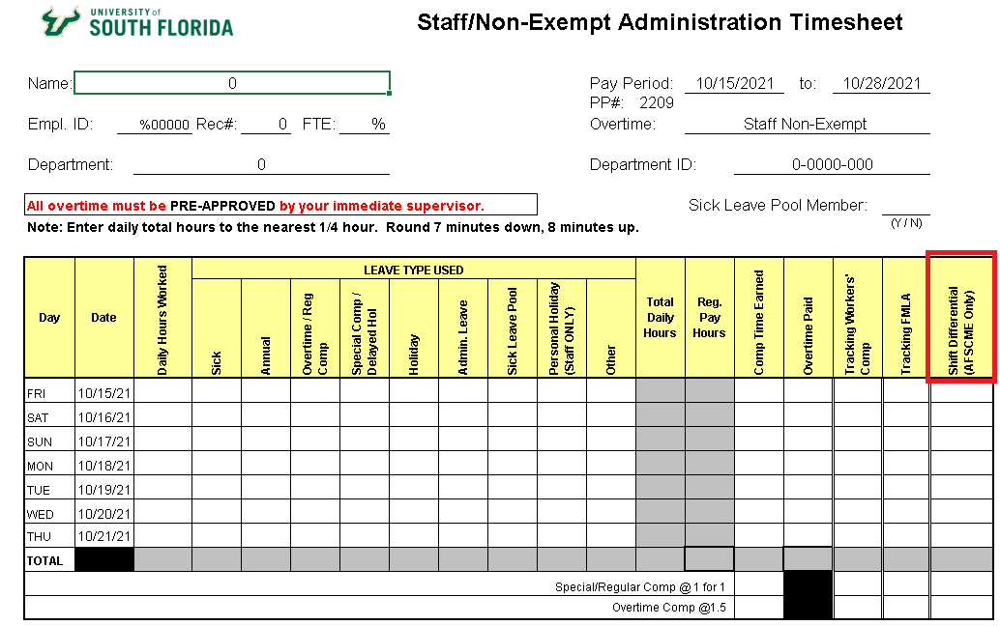 UNIVERSITY of
SOUTH FLORIDA
Staff/Non-Exempt Administration Timesheet
Name: 0
Pay Period: 10/15/2021 to: 10/28/2021
PP#: 2209
Empl. ID: %00000 Rec#: 0 FTE: %
Overtime: Staff Non-Exempt
Department: 0
Department ID: 0-0000-000
All overtime must be PRE-APPROVED by your immediate supervisor.
Sick Leave Pool Member:
(Y / N)
Note: Enter daily total hours to the nearest 1/4 hour. Round 7 minutes down, 8 minutes up.
Day
Date
Daily Hours Worked
LEAVE TYPE USED
Sick
Annual
Overtime / Reg
Comp
Special Comp /
Delayed Hol
Holiday
Admin. Leave
Sick Leave Pool
Personal Holiday
(Staff ONLY)
Other
Total
Daily
Hours
Reg.
Pay
Hours
Comp Time Earned
Overtime Paid
Tracking Workers'
Comp
Tracking FMLA
Shift Differential
(AFSCME Only)
FRI 10/15/21
SAT 10/16/21
SUN 10/17/21
MON 10/18/21
TUE 10/19/21
WED 10/20/21
THU 10/21/21
TOTAL
Special/Regular Comp @ 1 for 1
Overtime Comp @1.5